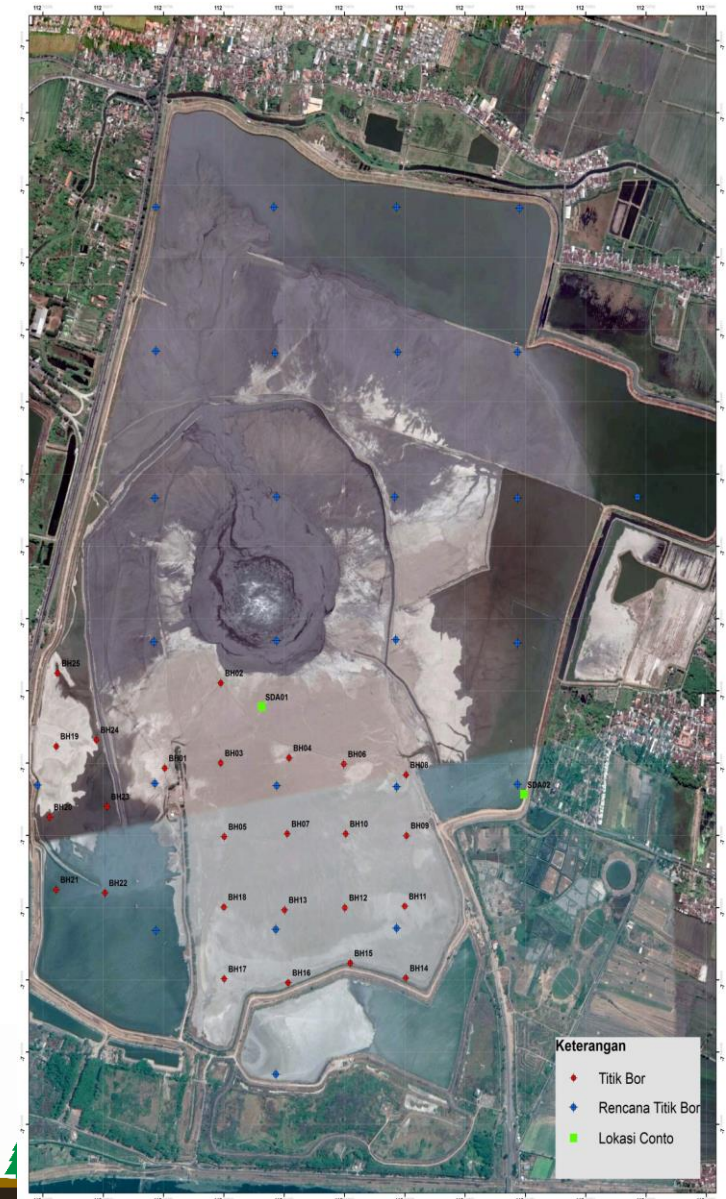 112 112 112 112 112 112 112 112 112 112 112 112
BH25
BH02
SDA01
BH24
BH19
BH04
BH03
BH06
BH01
BH08
SDA02
BH23
BH20
BH07
BH10
BH09
BH05
BH21
BH22
BH18
BH13
BH12
BH11
BH15
BH17
BH16
BH14
Keterangan
Titik Bor
Rencana Titik Bor
Lokasi Conto